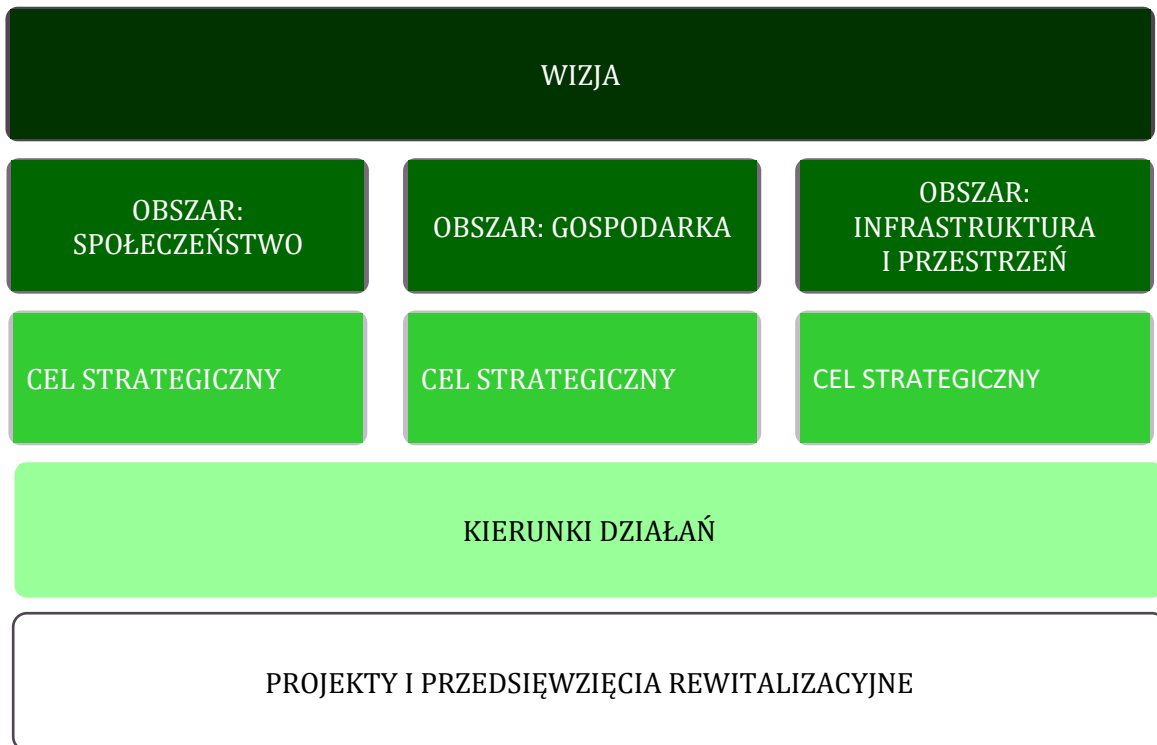 WIZJA
OBSZAR:
SPOŁECZEŃSTWO
OBSZAR: GOSPODARKA
OBSZAR:
INFRASTRUKTURA
I PRZESTRZEŃ
CEL STRATEGICZNY
CEL STRATEGICZNY
CEL STRATEGICZNY
KIERUNKI DZIAŁAŃ
PROJEKTY I PRZEDSIĘWZIĘCIA REWITALIZACYJNE